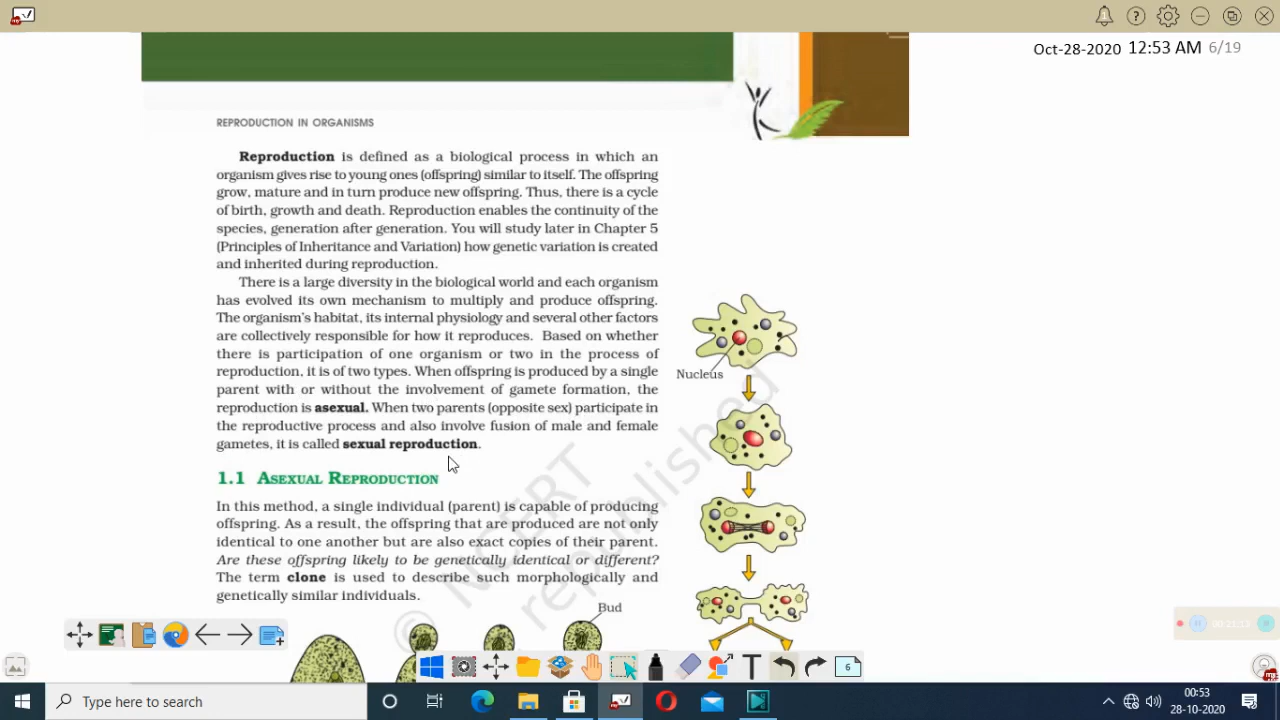 Oct-28-2020 12:53 AM 6/19
REPRODUCTION IN ORGANISMS
Reproduction is defined as a biological process in which an
organism gives rise to young ones (offspring) similar to itself. The offspring
grow, mature and in turn produce new offspring. Thus, there is a cycle
of birth, growth and death. Reproduction enables the continuity of the
species, generation after generation. You will study later in Chapter 5
(Principles of Inheritance and Variation) how genetic variation is created
and inherited during reproduction.
There is a large diversity in the biological world and each organism
has evolved its own mechanism to multiply and produce offspring.
The organism's habitat, its internal physiology and several other factors
are collectively responsible for how it reproduces. Based on whether
there is participation of one organism or two in the process of
reproduction, it is of two types. When offspring is produced by a single
parent with or without the involvement of gamete formation, the
reproduction is asexual. When two parents (opposite sex) participate in
the reproductive process and also involve fusion of male and female
gametes, it is called sexual reproduction.
Nucleus
1.1 ASEXUAL REPRODUCTION
In this method, a single individual (parent) is capable of producing
offspring. As a result, the offspring that are produced are not only
identical to one another but are also exact copies of their parent.
Are these offspring likely to be genetically identical or different?
The term clone is used to describe such morphologically and
genetically similar individuals.
Bud
© NCERT
republished
6
Type here to search
00:53
28-10-2020